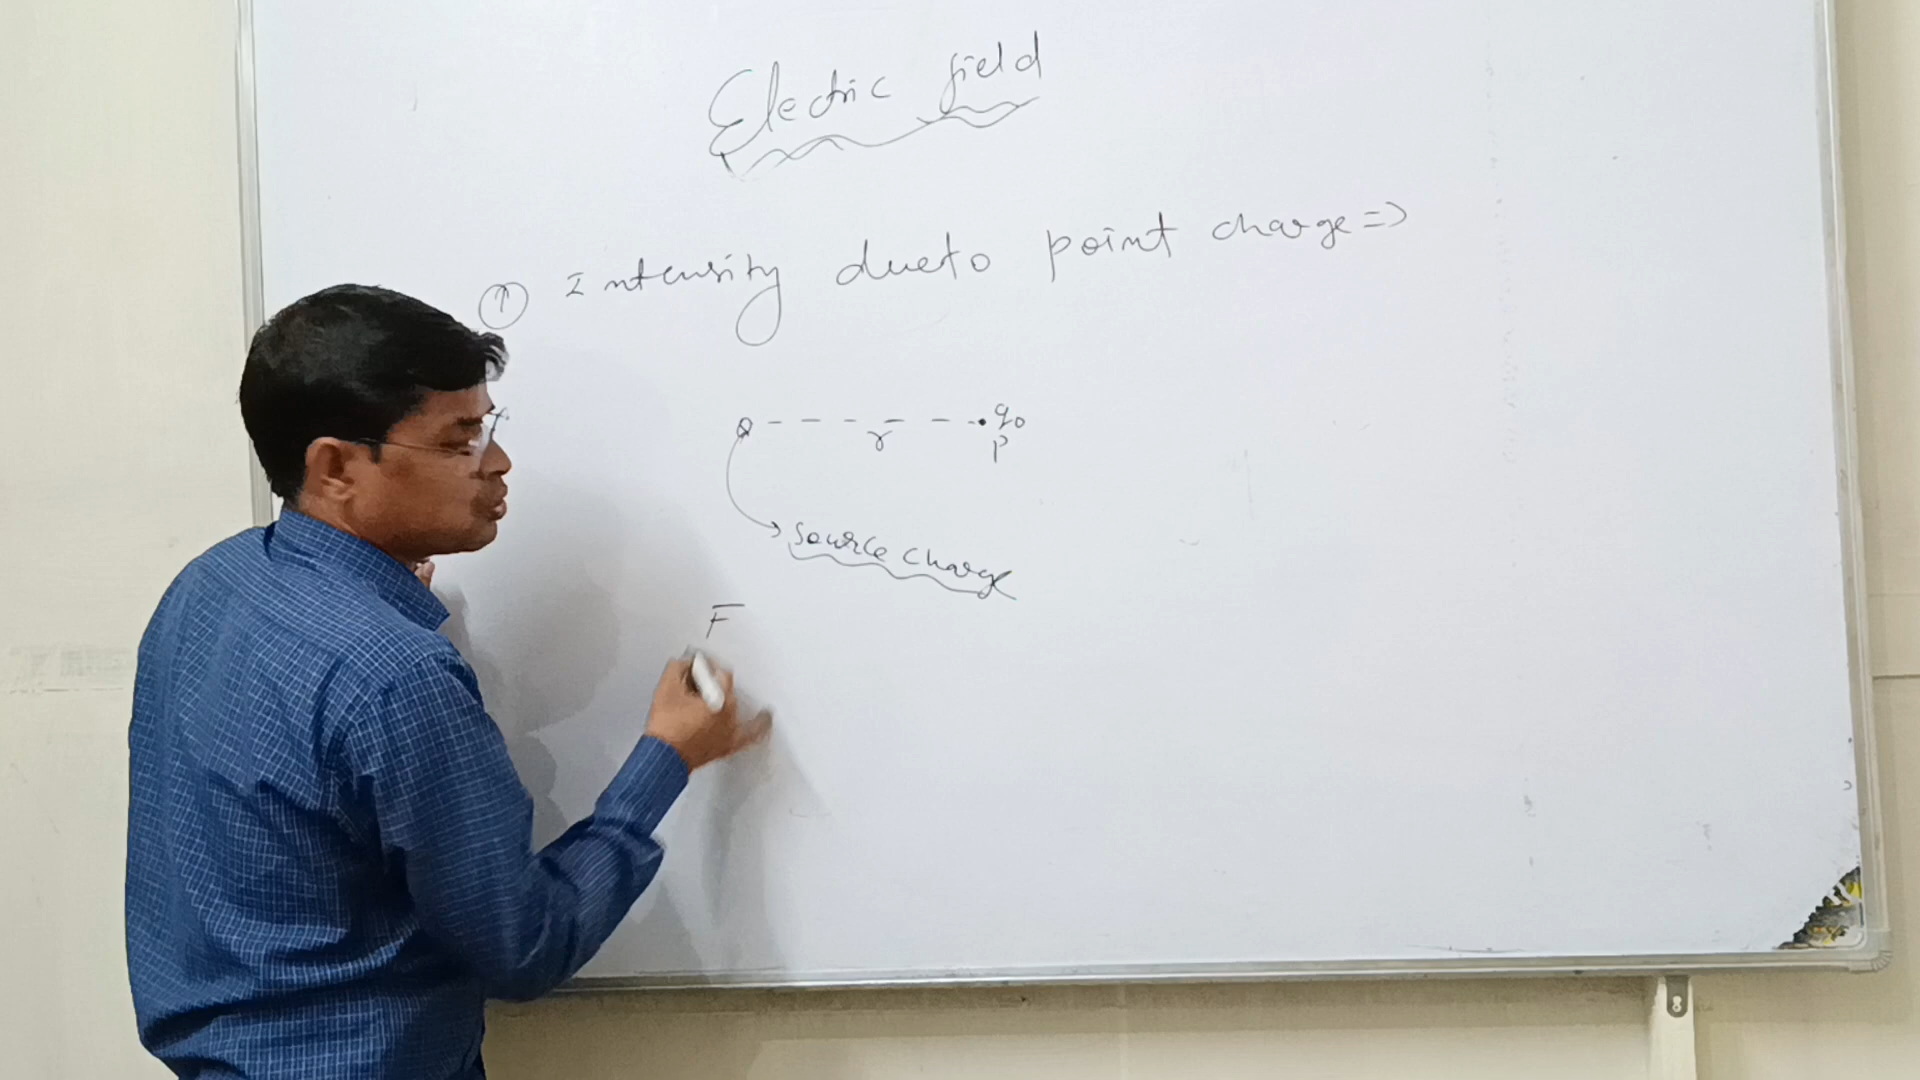 Electric field
① Intensity due to point charge =>
Q - - - r - - . q₀
P
source charge
F